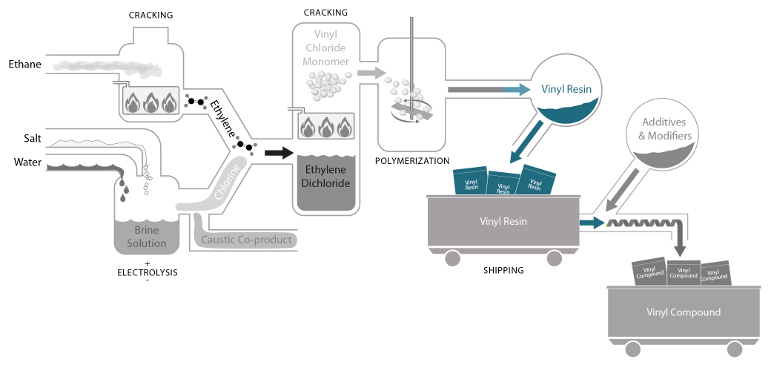 CRACKING
Ethane
Ethylene
Salt
Water
Chlorine
Brine
Solution
+
ELECTROLYSIS
-
Caustic Co-product
CRACKING
Vinyl
Chloride
Monomer
Ethylene
Dichloride
POLYMERIZATION
Vinyl Resin
Additives
& Modifiers
Vinyl
Resin
Vinyl
Resin
Vinyl
Resin
Vinyl Resin
SHIPPING
Vinyl
Compound
Vinyl
Compound
Vinyl
Compound
Vinyl Compound